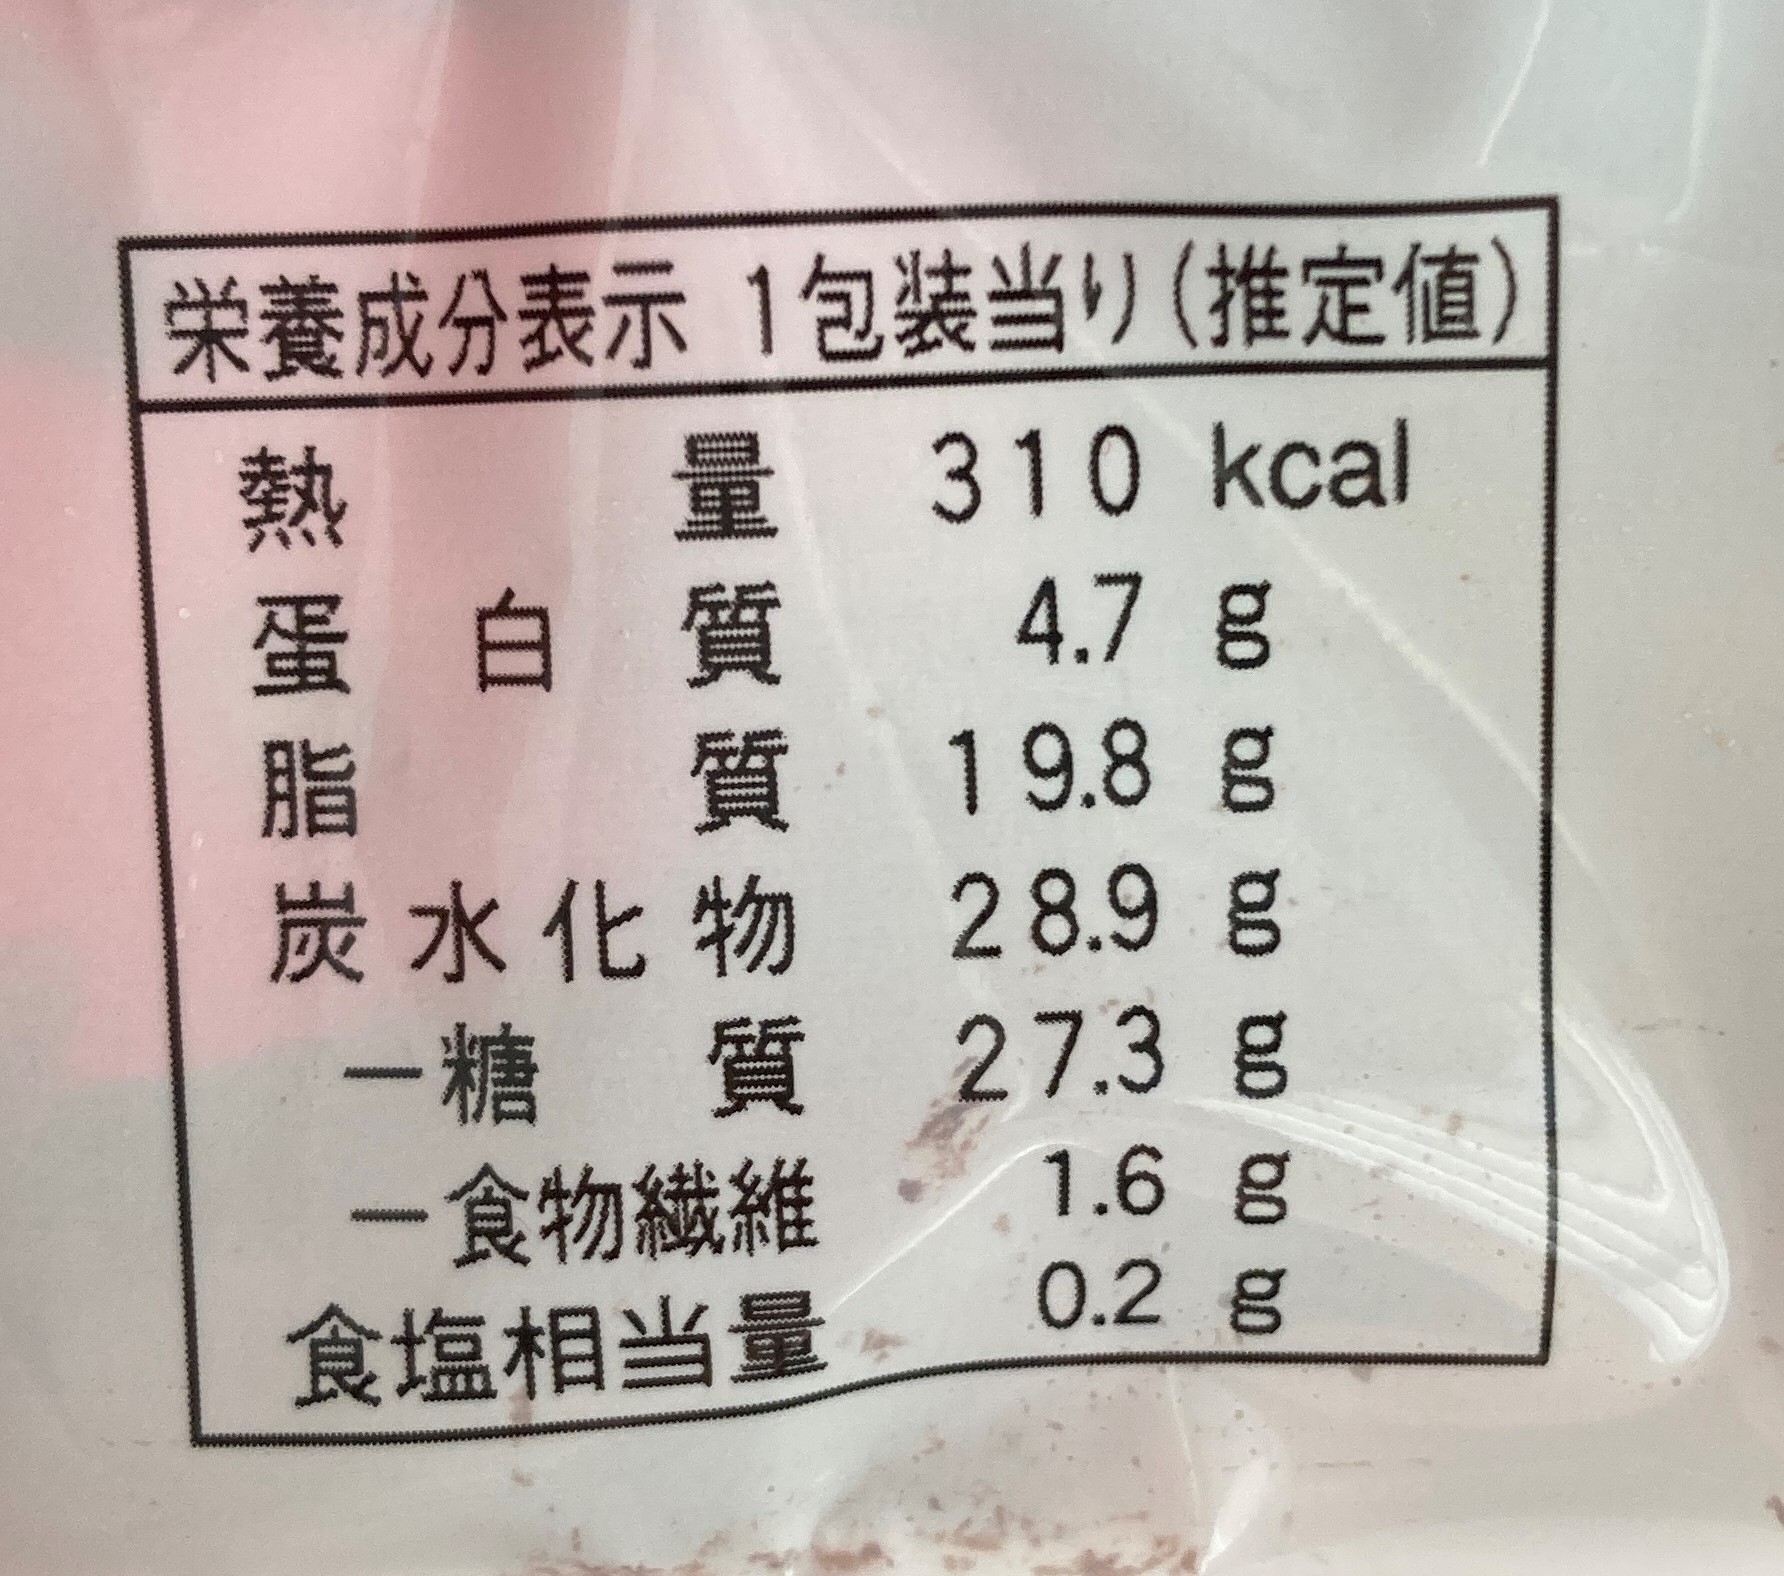 栄養成分表示 1包装当り(推定値)
熱量 310 kcal
蛋白質 4.7 g
脂質 19.8 g
炭水化物 28.9 g
－糖質 27.3 g
－食物繊維 1.6 g
食塩相当量 0.2 g